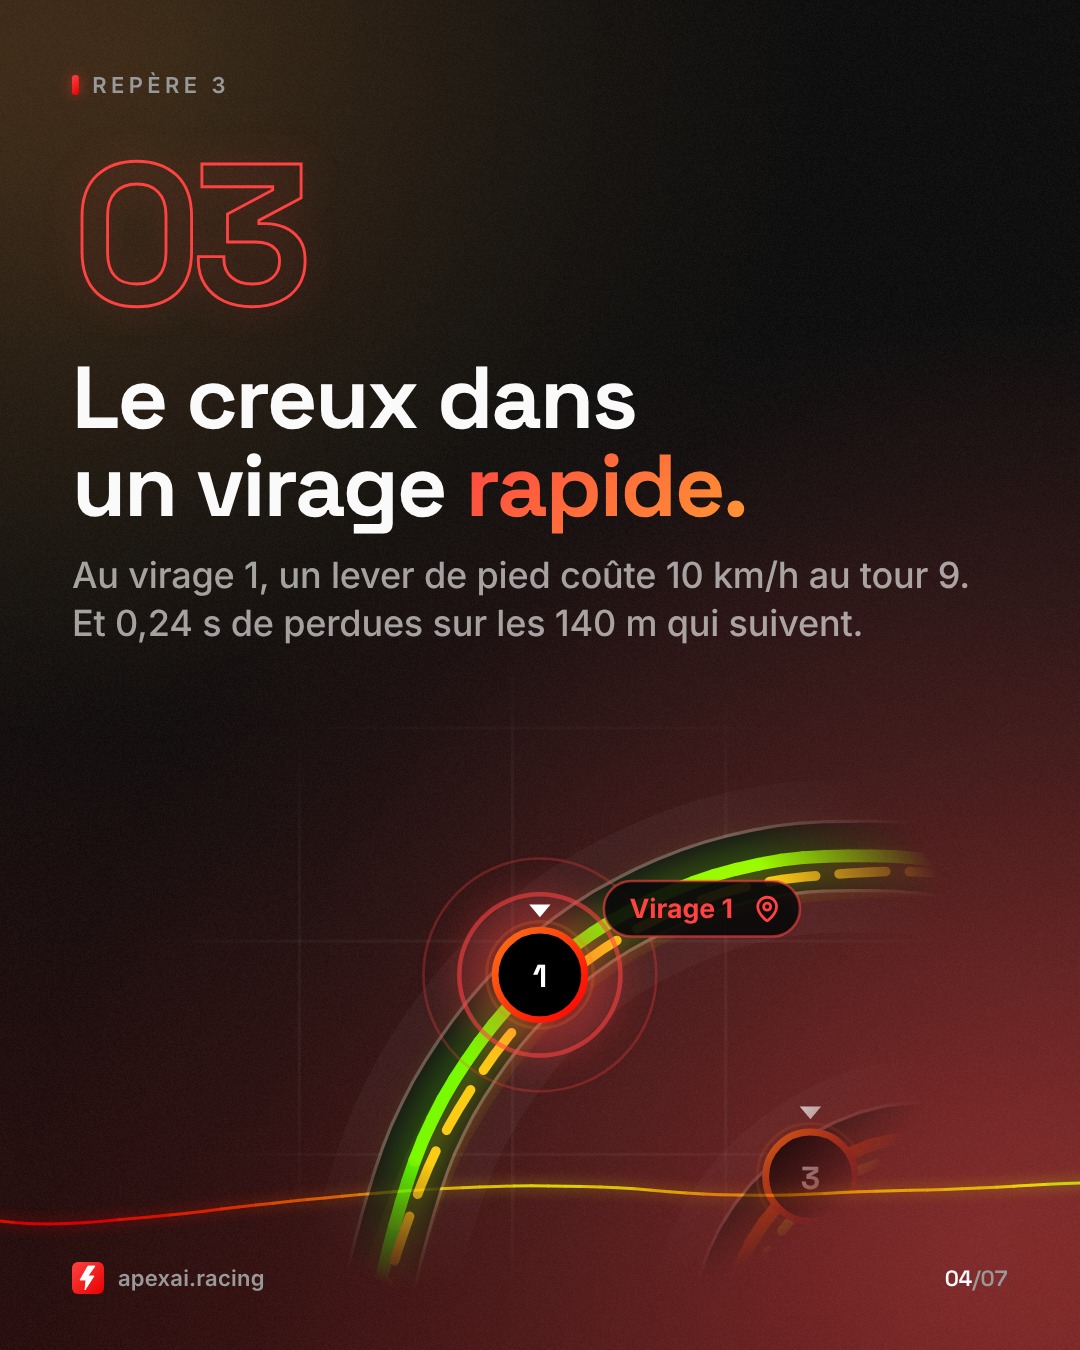 REPÈRE 3
03
Le creux dans
un virage rapide.
Au virage 1, un lever de pied coûte 10 km/h au tour 9.
Et 0,24 s de perdues sur les 140 m qui suivent.
Virage 1
1
3
apexai.racing
04/07